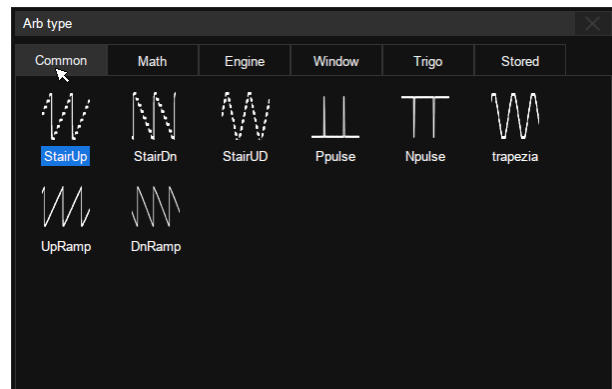 Arb type
Common Math Engine Window Trigo Stored
StairUp StairDn StairUD Ppulse Npulse trapezia
UpRamp DnRamp